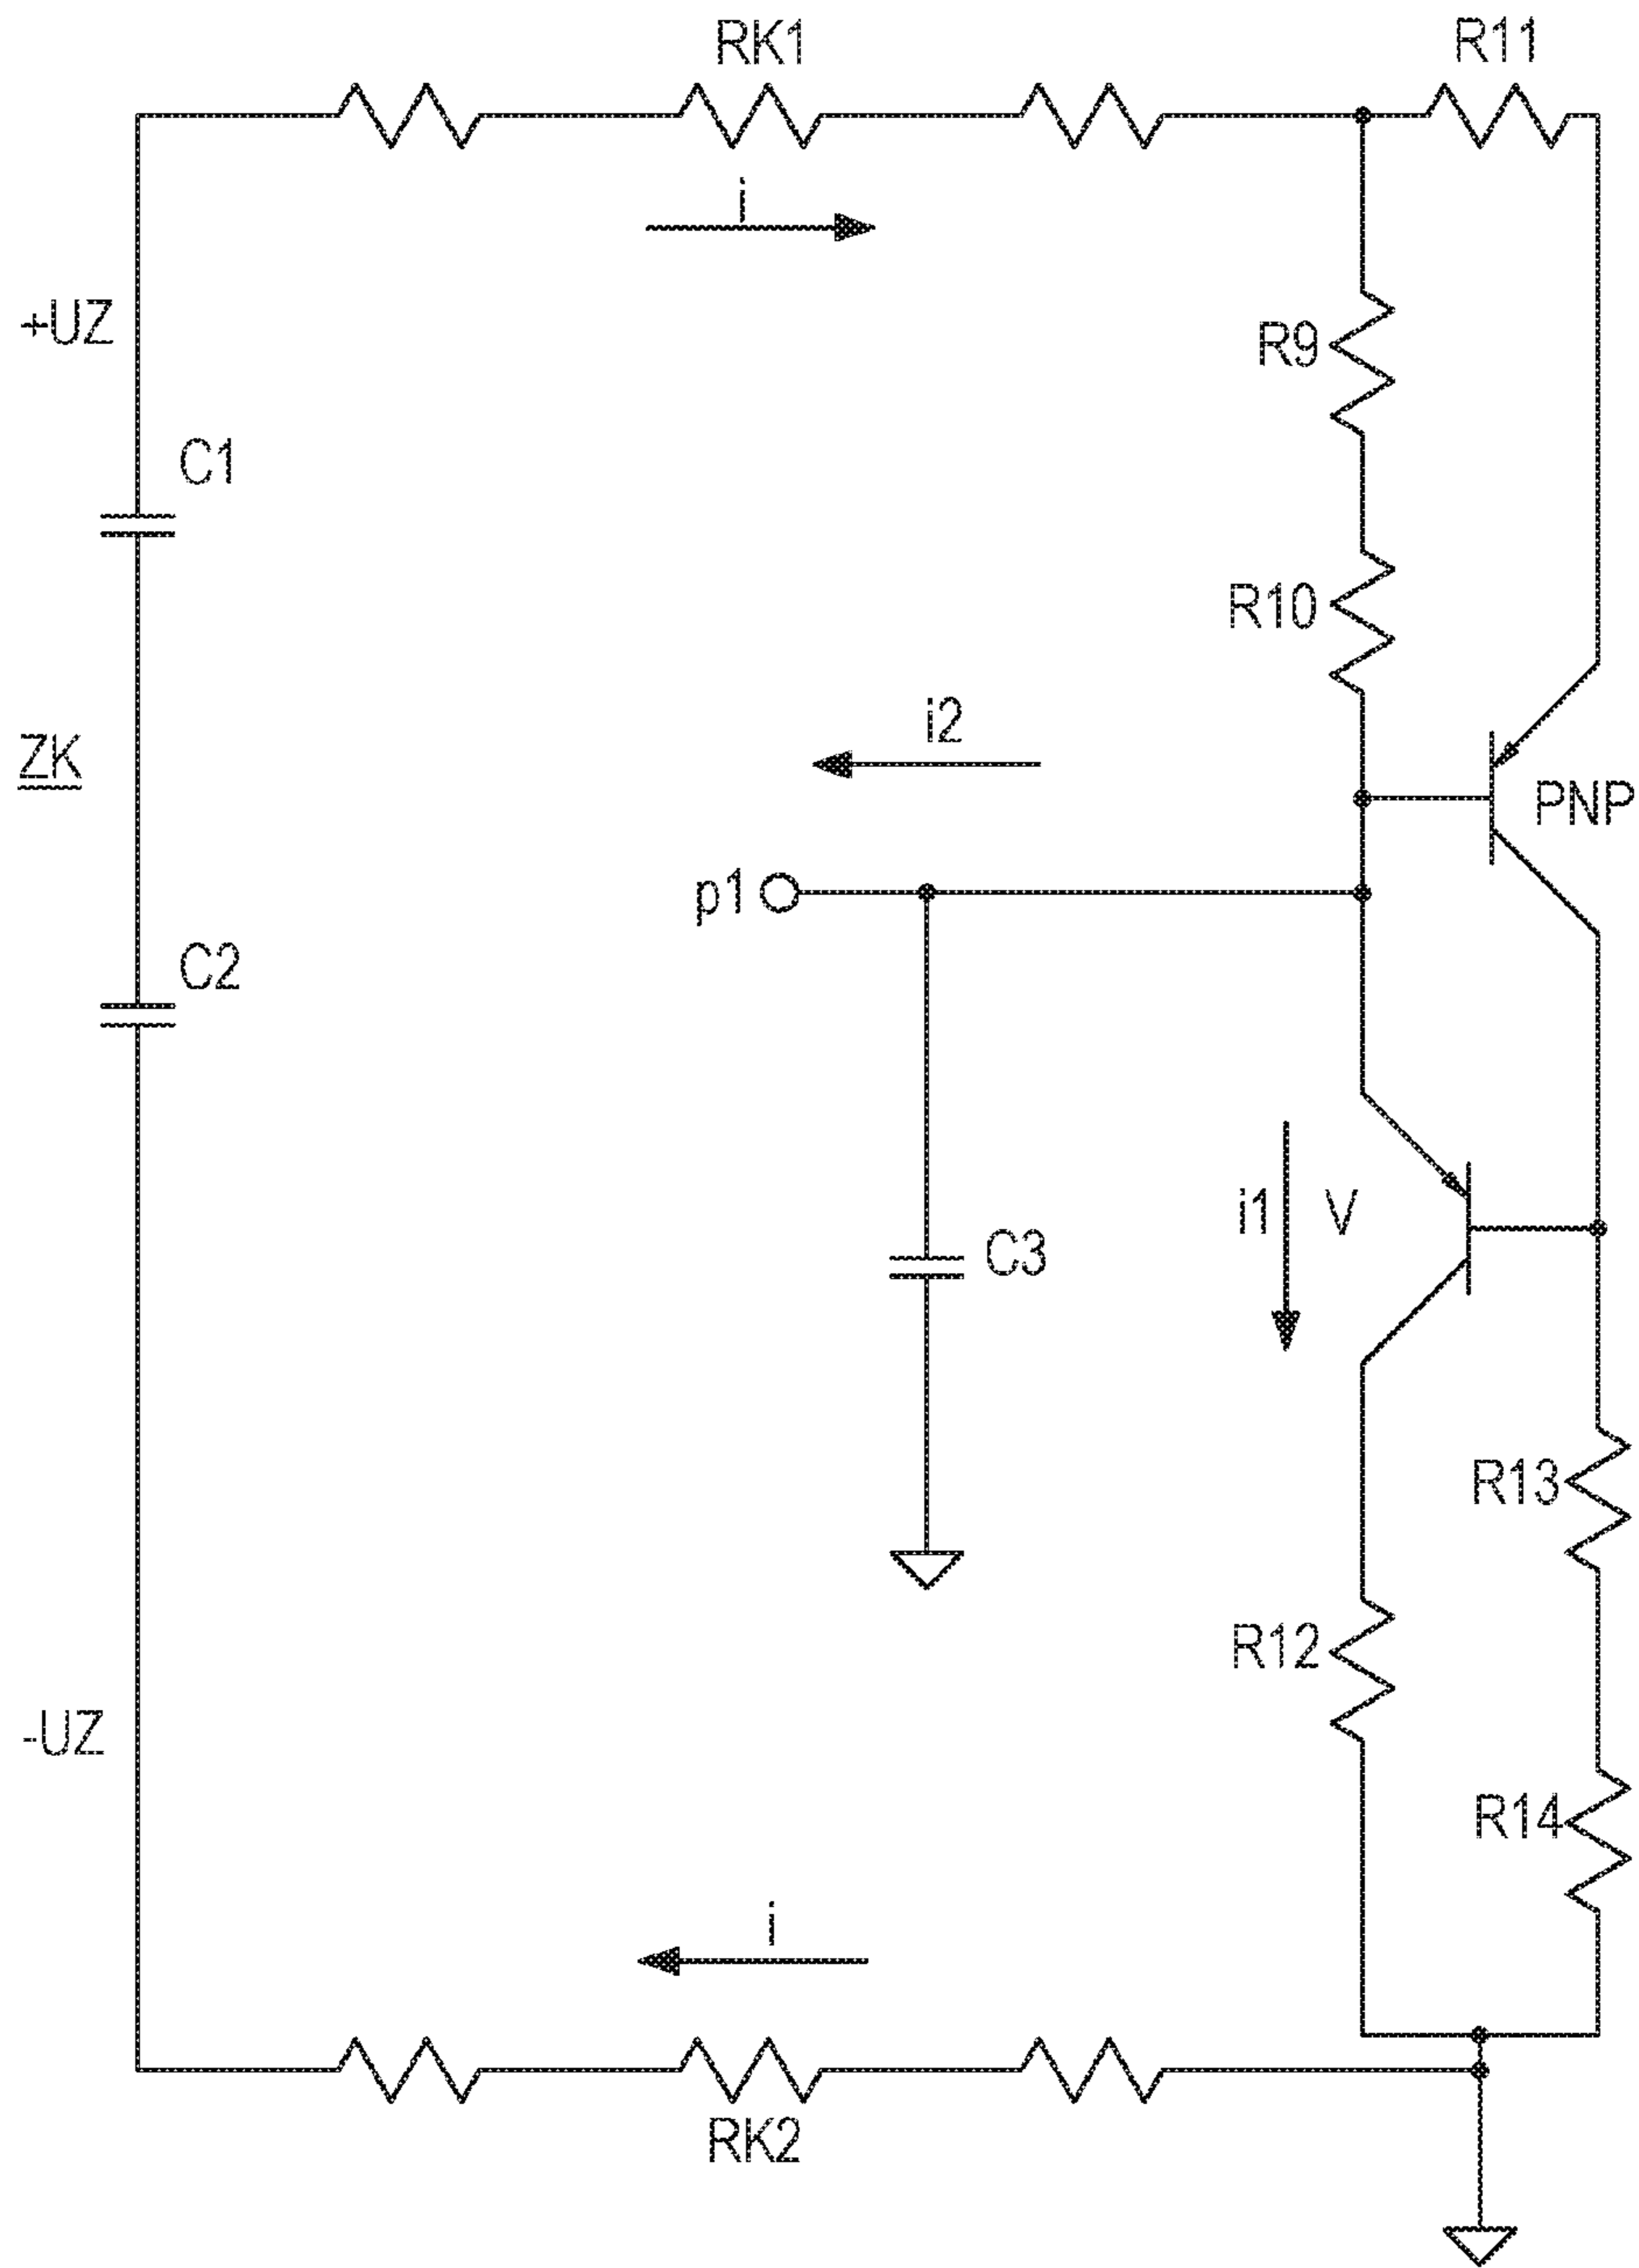 RK1
R11
i
+UZ
R9
C1
R10
i2
ZK
PNP
p1
C2
i1
V
C3
R13
R12
-UZ
R14
i
RK2